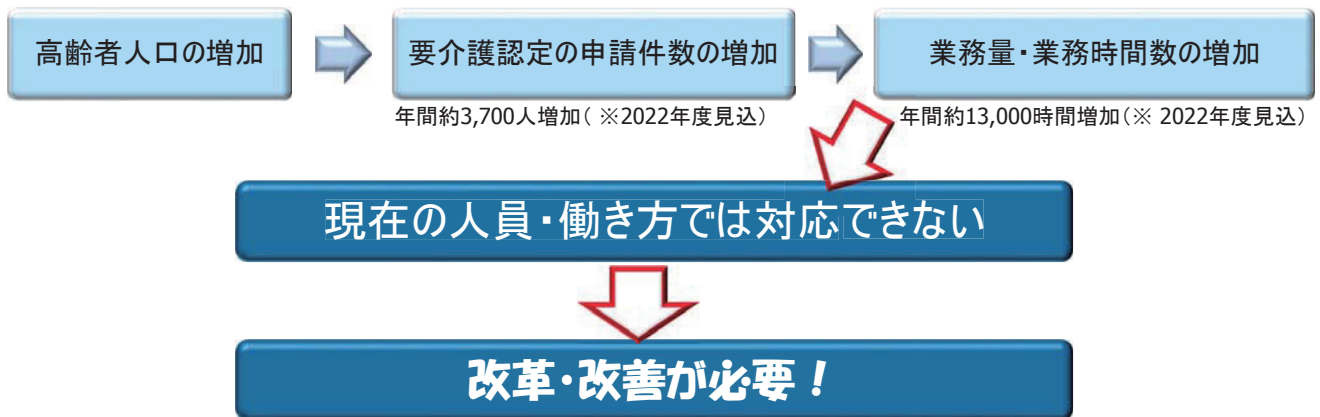 高齢者人口の増加
要介護認定の申請件数の増加
業務量・業務時間数の増加
年間約3,700人増加( ※2022年度見込)
年間約13,000時間増加(※ 2022年度見込)
現在の人員・働き方では対応できない
改革・改善が必要！